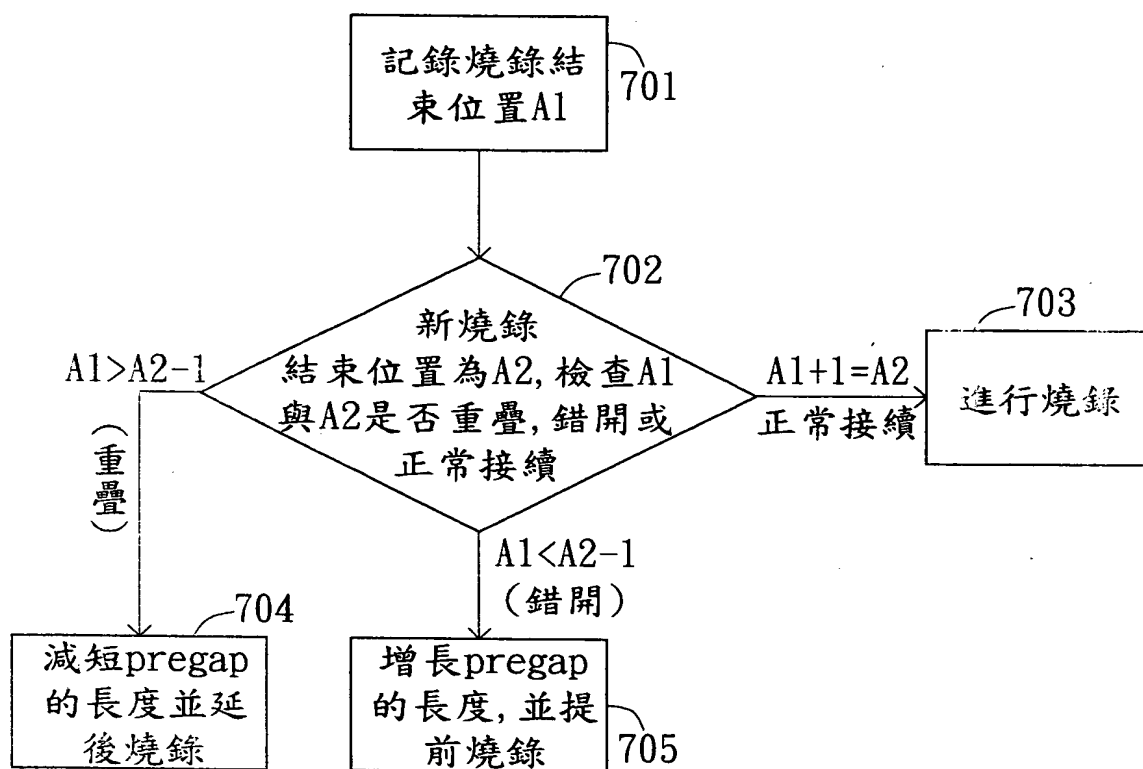 記錄燒錄結
束位置A1
701
702
新燒錄
結束位置為A2,檢查A1
與A2是否重疊,錯開或
正常接續
A1>A2-1
(重疊)
A1+1=A2
正常接續
703
進行燒錄
A1<A2-1
(錯開)
704
減短pregap
的長度並延
後燒錄
增長pregap
的長度,並提
前燒錄
705